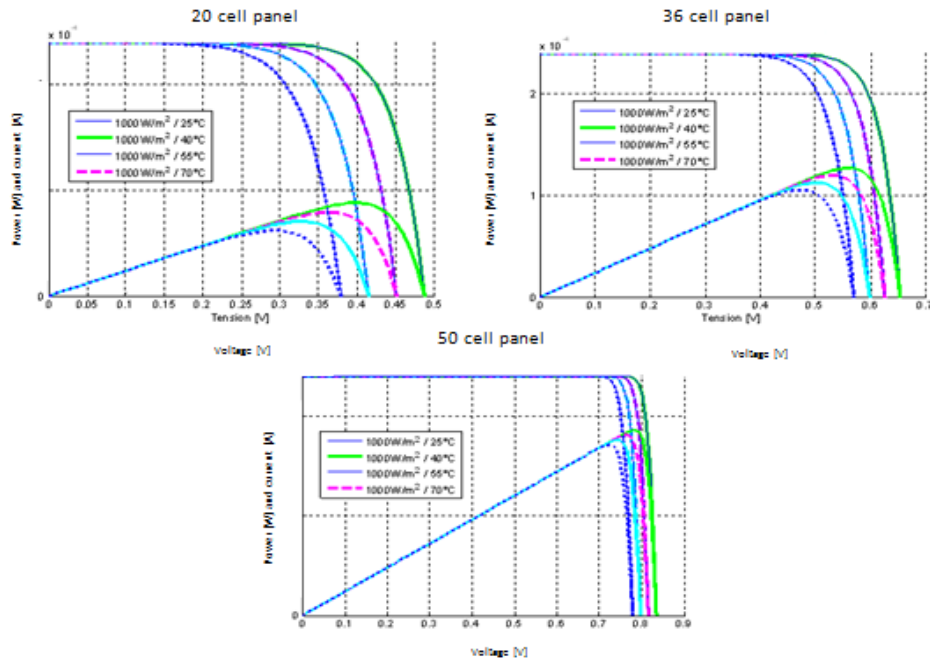 20 cell panel
x 10
Power [W] and current [A]
1000W/m² / 25°C
1000W/m² / 40°C
1000W/m² / 55°C
1000W/m² / 70°C
0
0 0.05 0.1 0.15 0.2 0.25 0.3 0.35 0.4 0.45 0.5
Tension [V]
Voltage [V]
36 cell panel
x 10
Power [W] and current [A]
2
1
0
1000W/m² / 25°C
1000W/m² / 40°C
1000W/m² / 55°C
1000W/m² / 70°C
0 0.1 0.2 0.3 0.4 0.5 0.6 0.7
Tension [V]
Voltage [V]
50 cell panel
Power [W] and current [A]
1000W/m² / 25°C
1000W/m² / 40°C
1000W/m² / 55°C
1000W/m² / 70°C
0
0 0.1 0.2 0.3 0.4 0.5 0.6 0.7 0.8 0.9
Voltage [V]